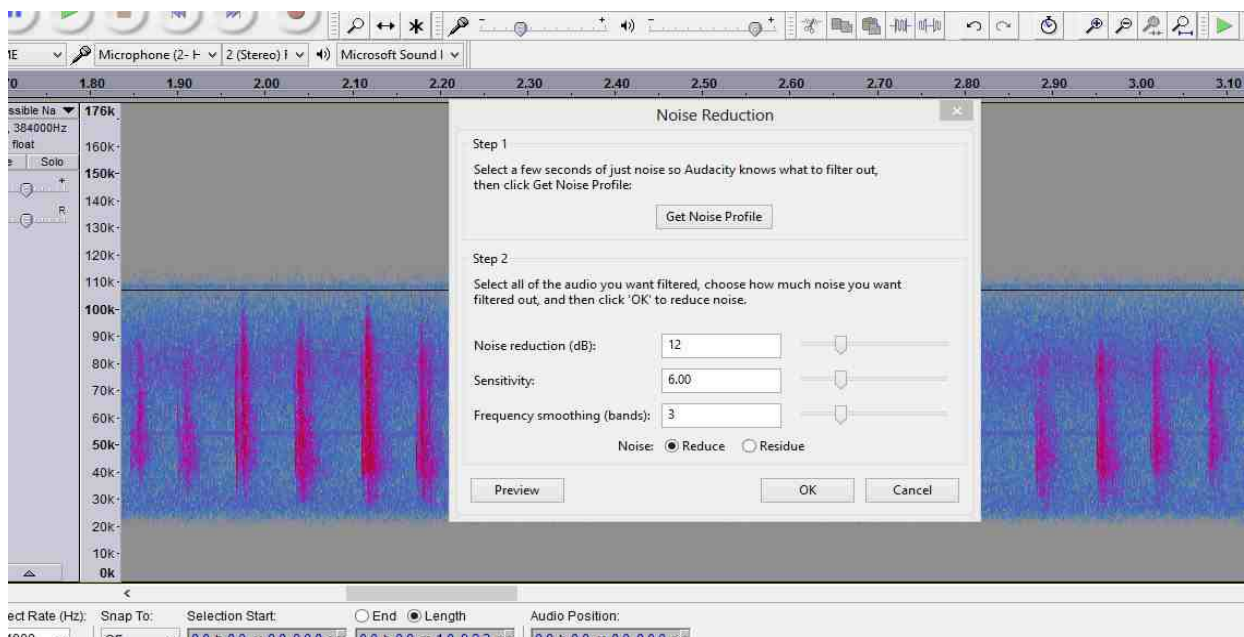 ME Microphone (2- H 2 (Stereo) Microsoft Sound
1.80 1.90 2.00 2.10 2.20 2.30 2.40 2.50 2.60 2.70 2.80 2.90 3.00 3.10
ssible Na 176k
, 384000Hz
float
160k
Solo
150k-
+
140k-
R
130k-
120k-
110k-
100k-
90k-
80k-
70k-
60k-
50k-
40k-
30k-
20k-
10k-
0k
Noise Reduction
Step 1
Select a few seconds of just noise so Audacity knows what to filter out,
then click Get Noise Profile:
Get Noise Profile
Step 2
Select all of the audio you want filtered, choose how much noise you want
filtered out, and then click 'OK' to reduce noise.
Noise reduction (dB): 12
Sensitivity: 6.00
Frequency smoothing (bands): 3
Noise: Reduce Residue
Preview OK Cancel
ect Rate (Hz): Snap To: Selection Start: End Length Audio Position: